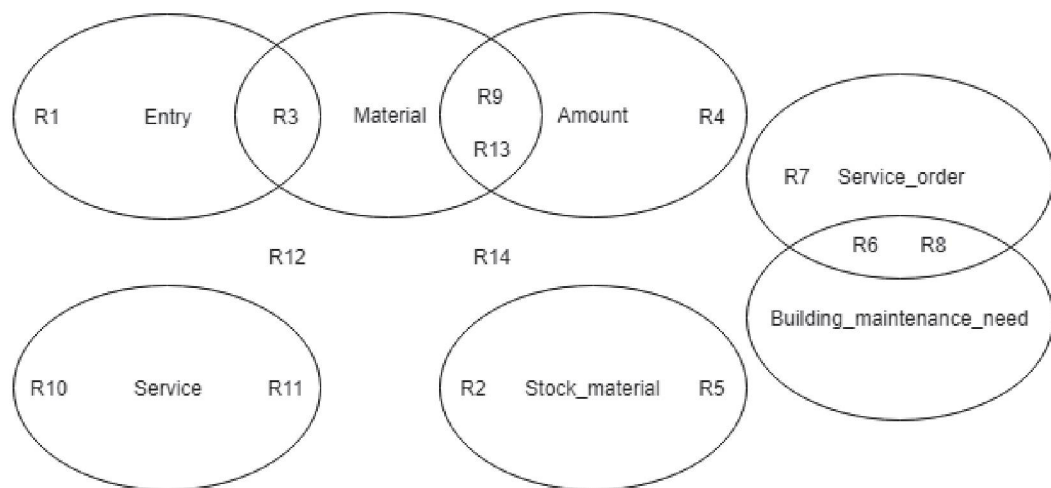 R1 Entry R3 Material R9 Amount R4
R13
R7 Service_order
R6 R8
R12 R14
Building_maintenance_need
R10 Service R11 R2 Stock_material R5